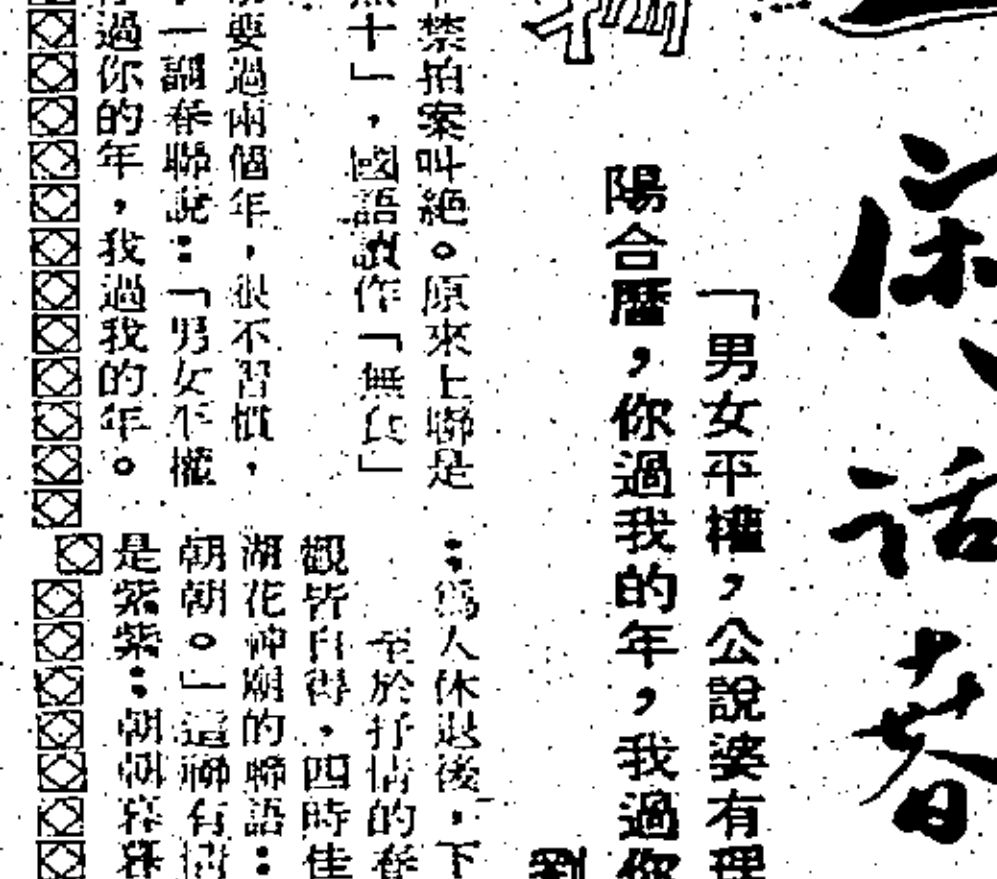 床話春
「男女平權，公說婆有理
陽合曆，你過我的年，我過你
劉
禁拍案叫絕。原來上聯是
十」，國語讀作「無食」
要過兩個年，很不習慣，
一副春聯說：「男女平權
過你的年，我過我的年。
：爲人休退後，下
至於抒情的春
觀皆自得，四時佳
湖花神廟的聯語：
朝朝。」這聯有情
是紫紫：朝朝暮暮